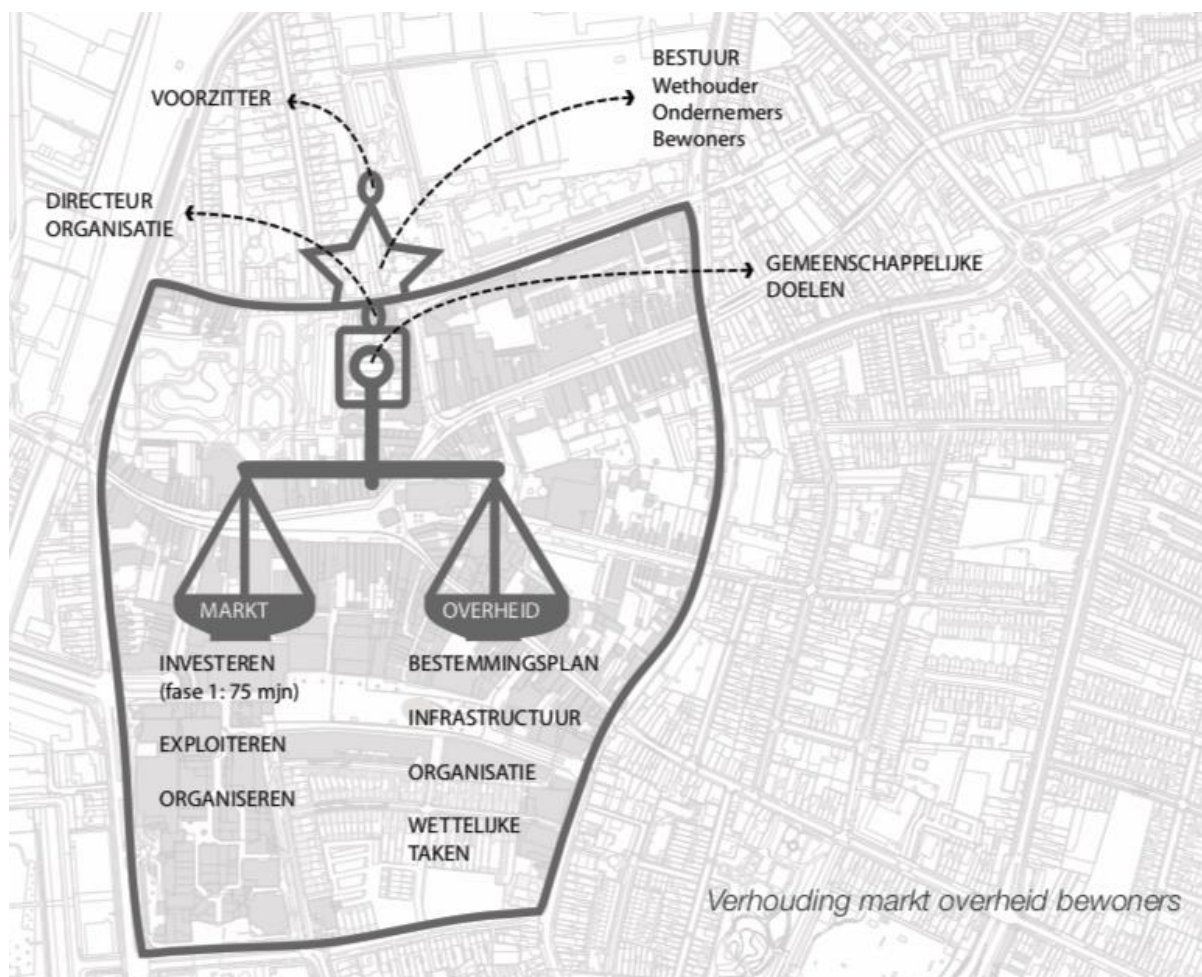 VOORZITTER
BESTUUR
Wethouder
Ondernemers
Bewoners
DIRECTEUR
ORGANISATIE
GEMEENSCHAPPELIJKE
DOELEN
MARKT
INVESTEREN
(fase 1: 75 mjn)
EXPLOITEREN
ORGANISEREN
OVERHEID
BESTEMMINGSPLAN
INFRASTRUCTUUR
ORGANISATIE
WETTELIJKE
TAKEN
Verhouding markt overheid bewoners